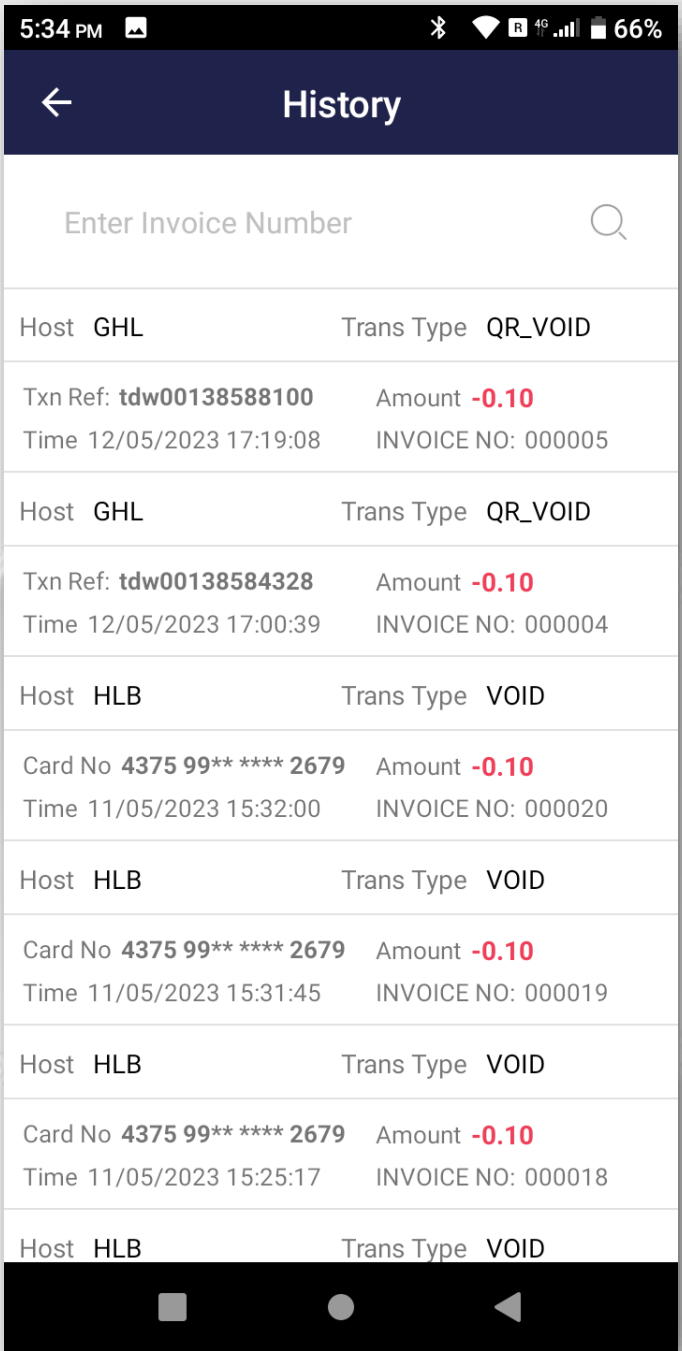 5:34 PM R 4G 66%
History
Enter Invoice Number
Host GHL Trans Type QR_VOID
Txn Ref: tdw00138588100 Amount -0.10
Time 12/05/2023 17:19:08 INVOICE NO: 000005
Host GHL Trans Type QR_VOID
Txn Ref: tdw00138584328 Amount -0.10
Time 12/05/2023 17:00:39 INVOICE NO: 000004
Host HLB Trans Type VOID
Card No 4375 99** **** 2679 Amount -0.10
Time 11/05/2023 15:32:00 INVOICE NO: 000020
Host HLB Trans Type VOID
Card No 4375 99** **** 2679 Amount -0.10
Time 11/05/2023 15:31:45 INVOICE NO: 000019
Host HLB Trans Type VOID
Card No 4375 99** **** 2679 Amount -0.10
Time 11/05/2023 15:25:17 INVOICE NO: 000018
Host HLB Trans Type VOID